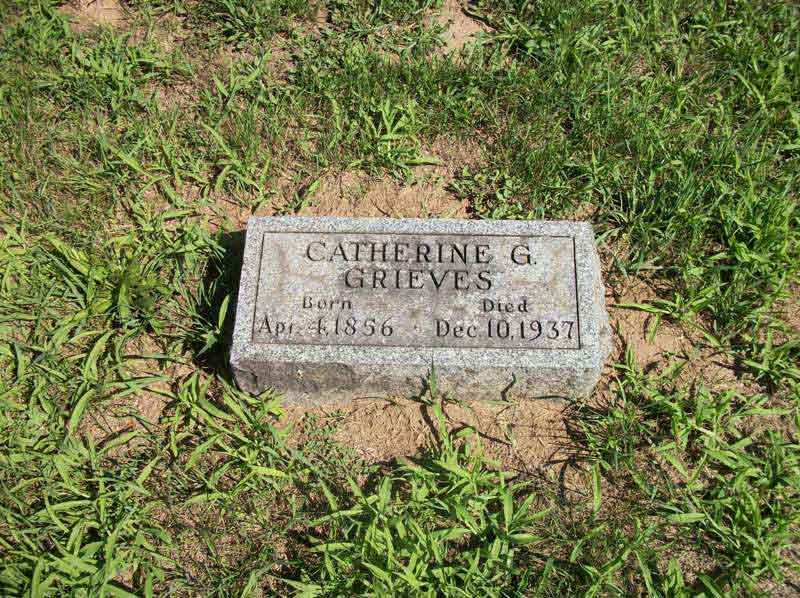 CATHERINE G.
GRIEVES
Born Died
Apr. 4, 1856 Dec. 10, 1937